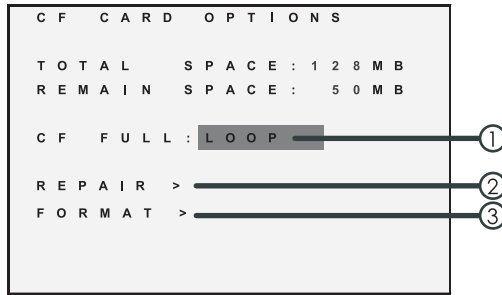 CF CARD OPTIONS
TOTAL SPACE:128MB
REMAIN SPACE: 50MB
CF FULL:LOOP
1
REPAIR >
2
FORMAT >
3